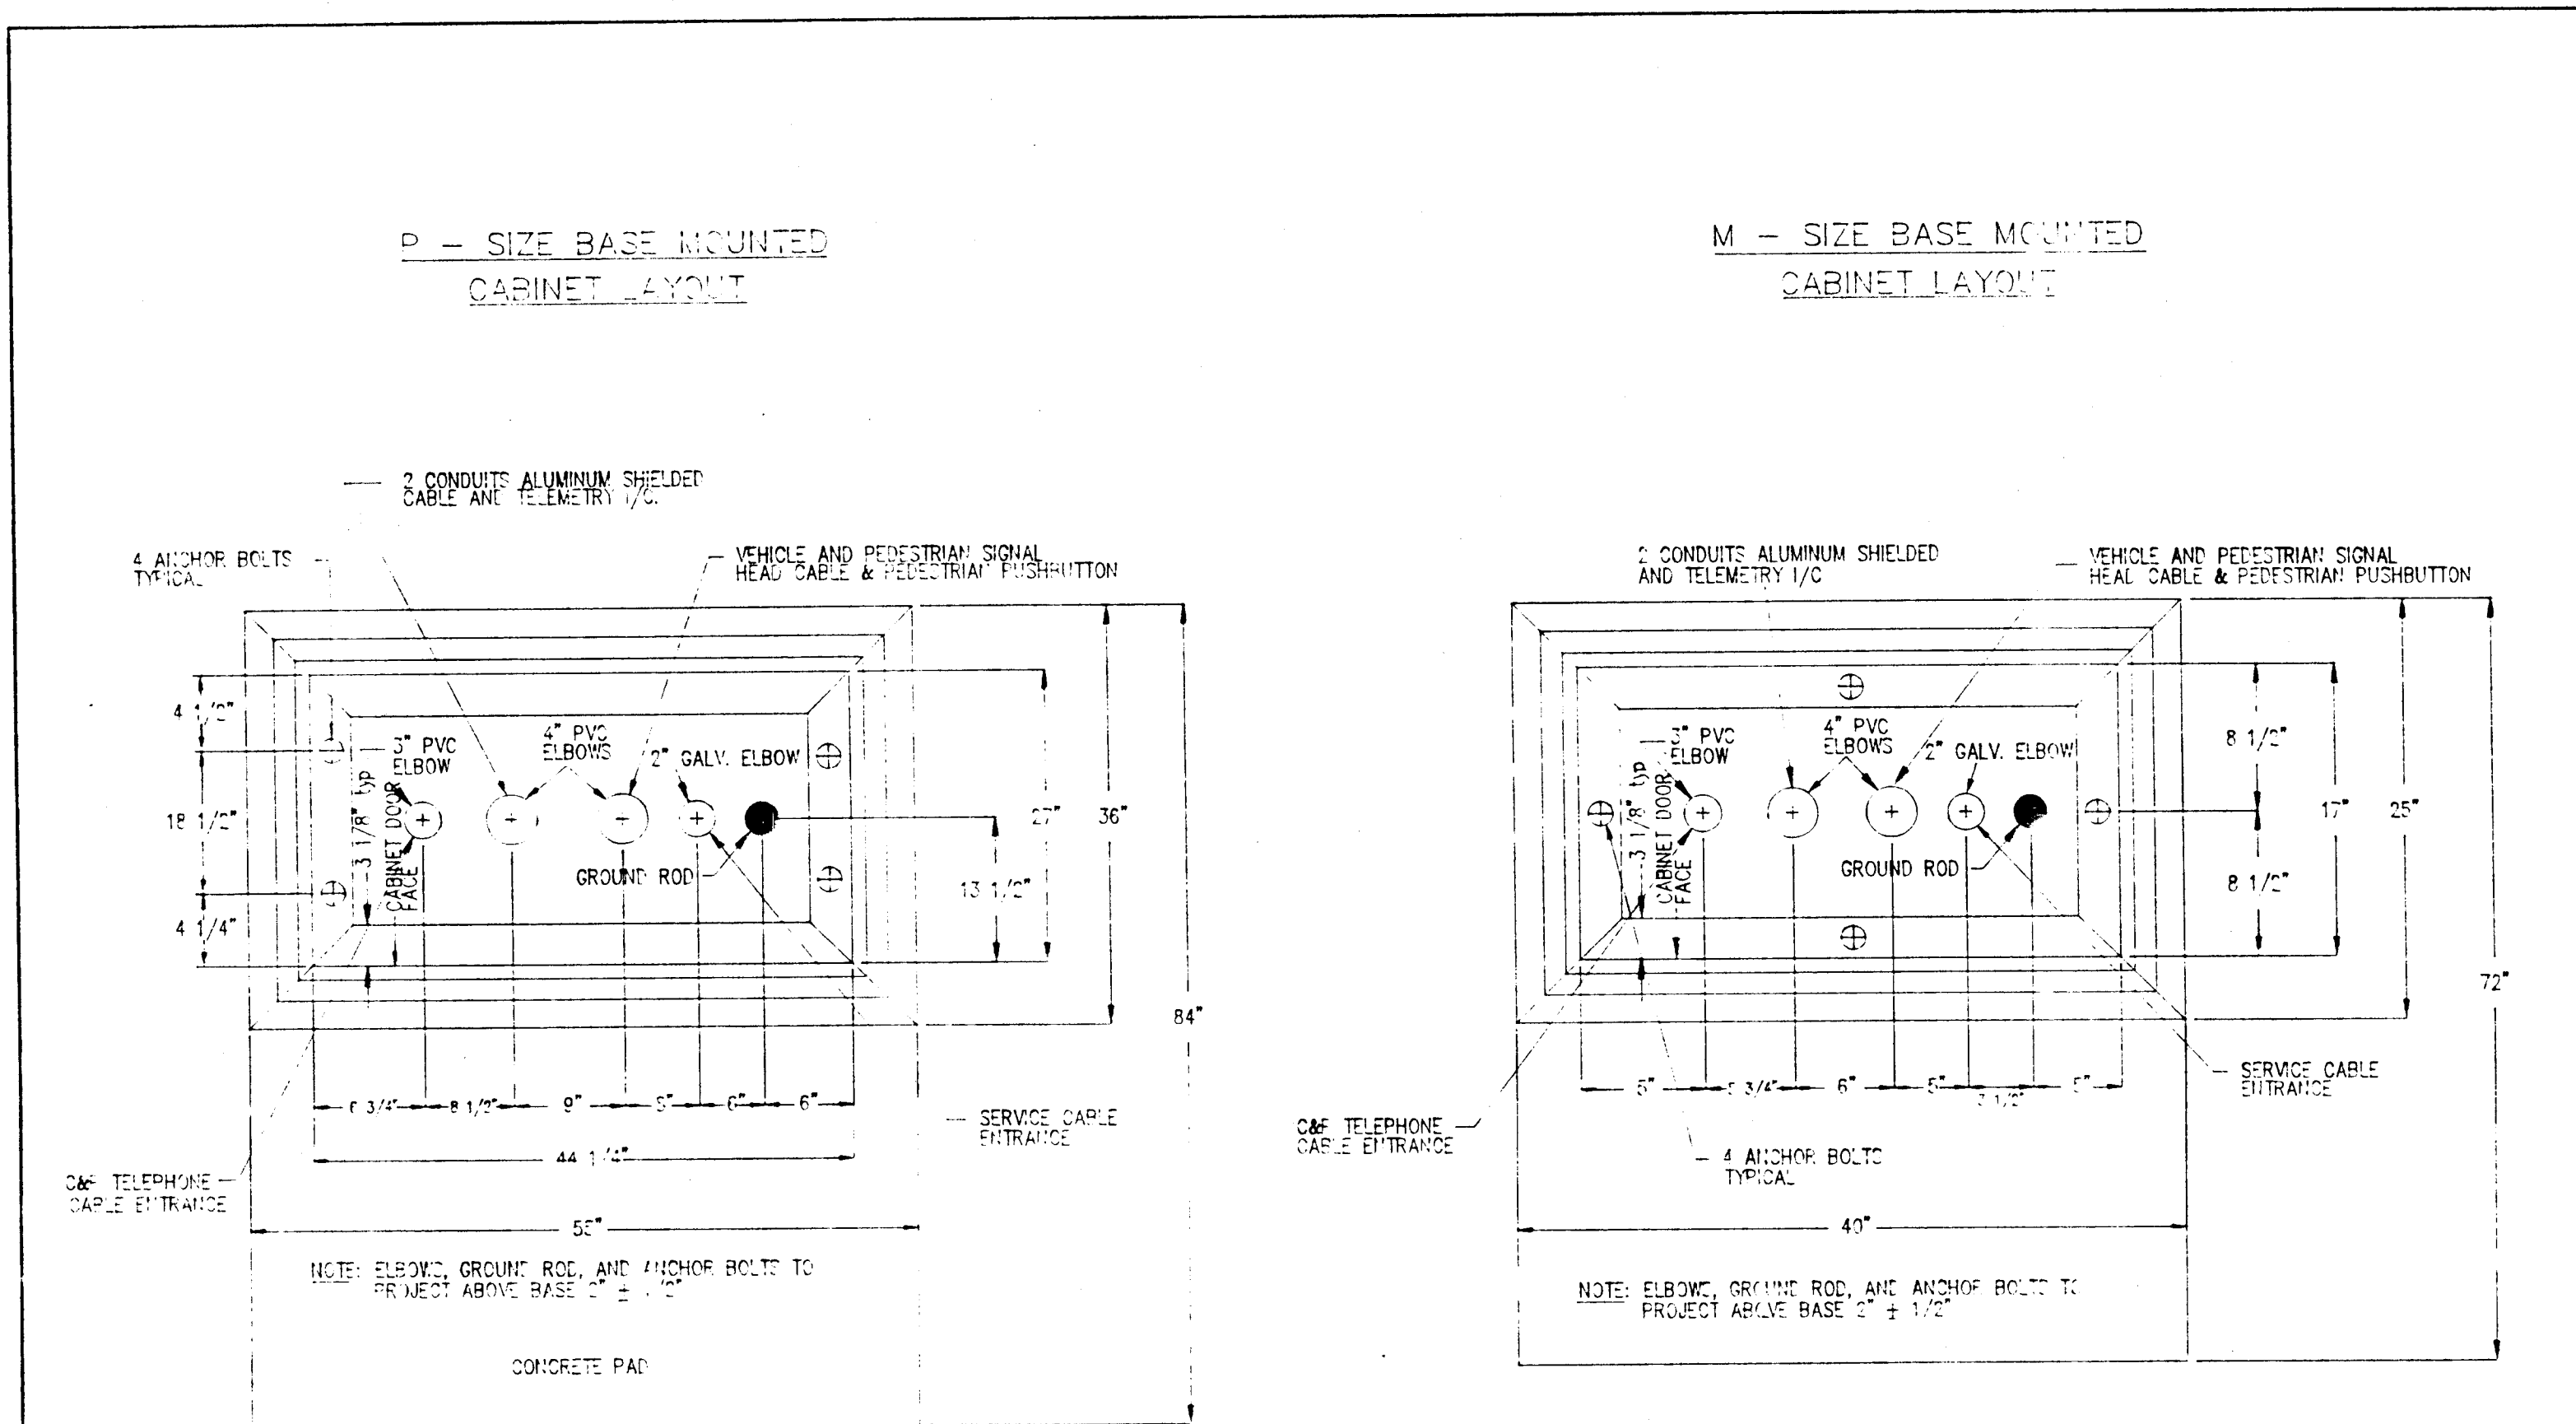 P - SIZE BASE MOUNTED
CABINET LAYOUT
2 CONDUITS ALUMINUM SHIELDED
CABLE AND TELEMETRY I/C.
4 ANCHOR BOLTS
TYPICAL
VEHICLE AND PEDESTRIAN SIGNAL
HEAD CABLE & PEDESTRIAN PUSHBUTTON
4 1/2"
18 1/2"
4 1/4"
3" PVC
ELBOW
4" PVC
ELBOWS
2" GALV. ELBOW
3 1/8" typ
CABINET DOOR
FACE
GROUND ROD
13 1/2"
27"
36"
84"
6 3/4"
8 1/2"
9"
6"
6"
44 1/4"
SERVICE CABLE
ENTRANCE
TELEPHONE
CABLE ENTRANCE
NOTE: ELBOWS, GROUND ROD, AND ANCHOR BOLTS TO
PROJECT ABOVE BASE 2" ± 1/2"
CONCRETE PAD
M - SIZE BASE MOUNTED
CABINET LAYOUT
2 CONDUITS ALUMINUM SHIELDED
AND TELEMETRY I/C
VEHICLE AND PEDESTRIAN SIGNAL
HEAD CABLE & PEDESTRIAN PUSHBUTTON
3" PVC
ELBOW
4" PVC
ELBOWS
2" GALV. ELBOW
3 1/8" typ
CABINET DOOR
FACE
GROUND ROD
8 1/2"
8 1/2"
17"
25"
72"
5"
5 3/4"
6"
5"
3 1/2"
5"
SERVICE CABLE
ENTRANCE
TELEPHONE
CABLE ENTRANCE
4 ANCHOR BOLTS
TYPICAL
40"
NOTE: ELBOWS, GROUND ROD, AND ANCHOR BOLTS TO
PROJECT ABOVE BASE 2" ± 1/2"